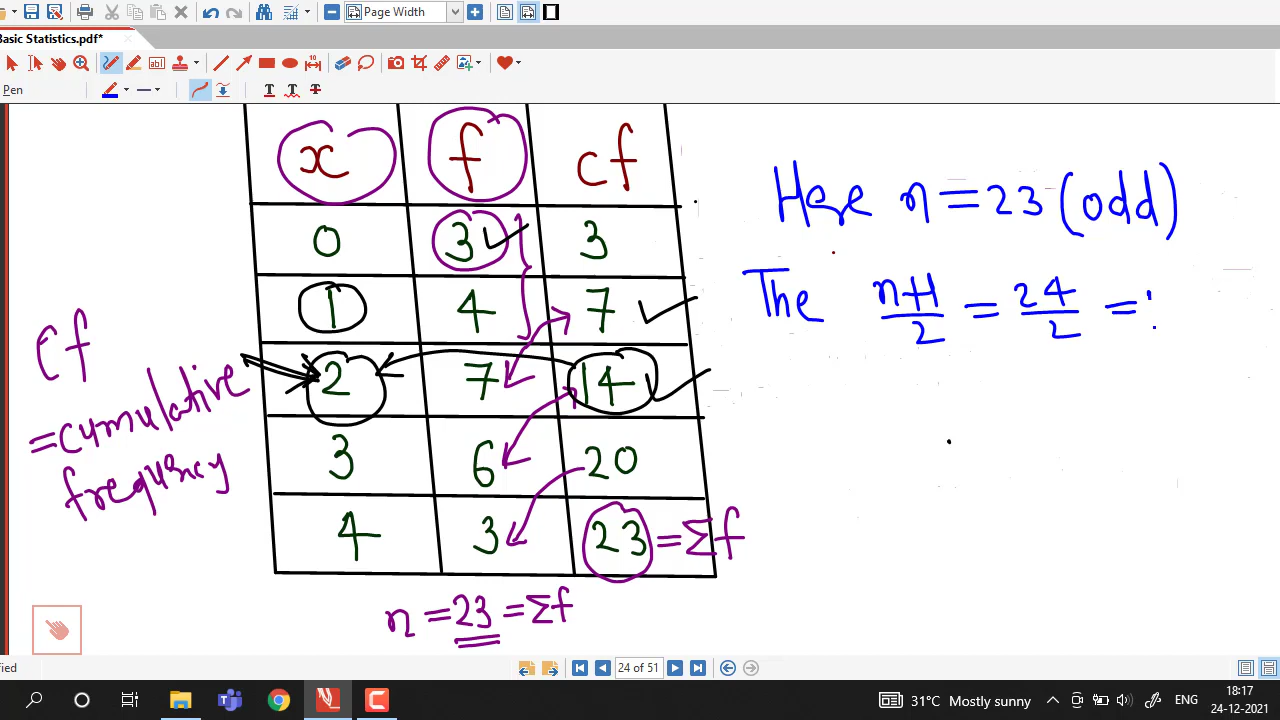 Page Width
Basic Statistics.pdf*
10
T T T
Pen
x f cf
0 3 3
1 4 7
2 7 14
3 6 20
4 3 23 = Σf
n = 23 = Σf
cf
= cumulative
frequency
Here n = 23 (odd)
The n+1/2 = 24/2 =
24 of 51
fied
31°C Mostly sunny
ENG
18:17
24-12-2021